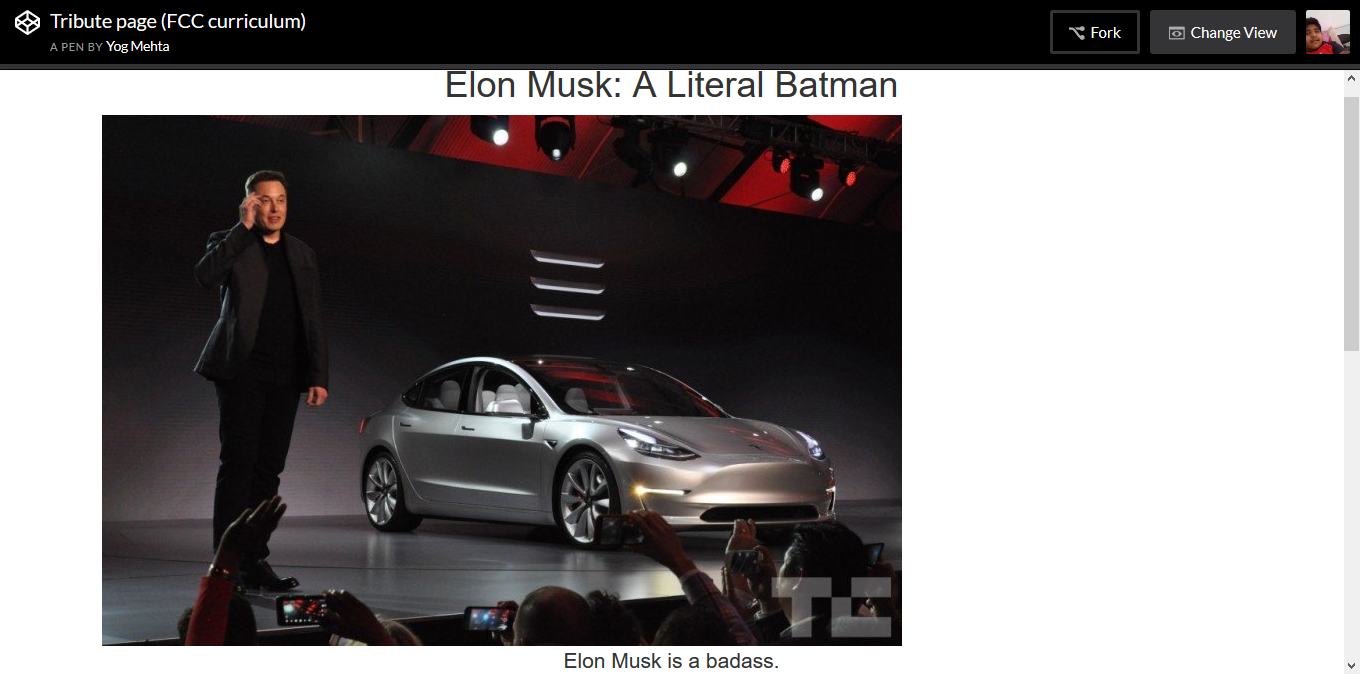 Tribute page (FCC curriculum)
A PEN BY Yog Mehta
Fork
Change View
Elon Musk: A Literal Batman
TC
Elon Musk is a badass.